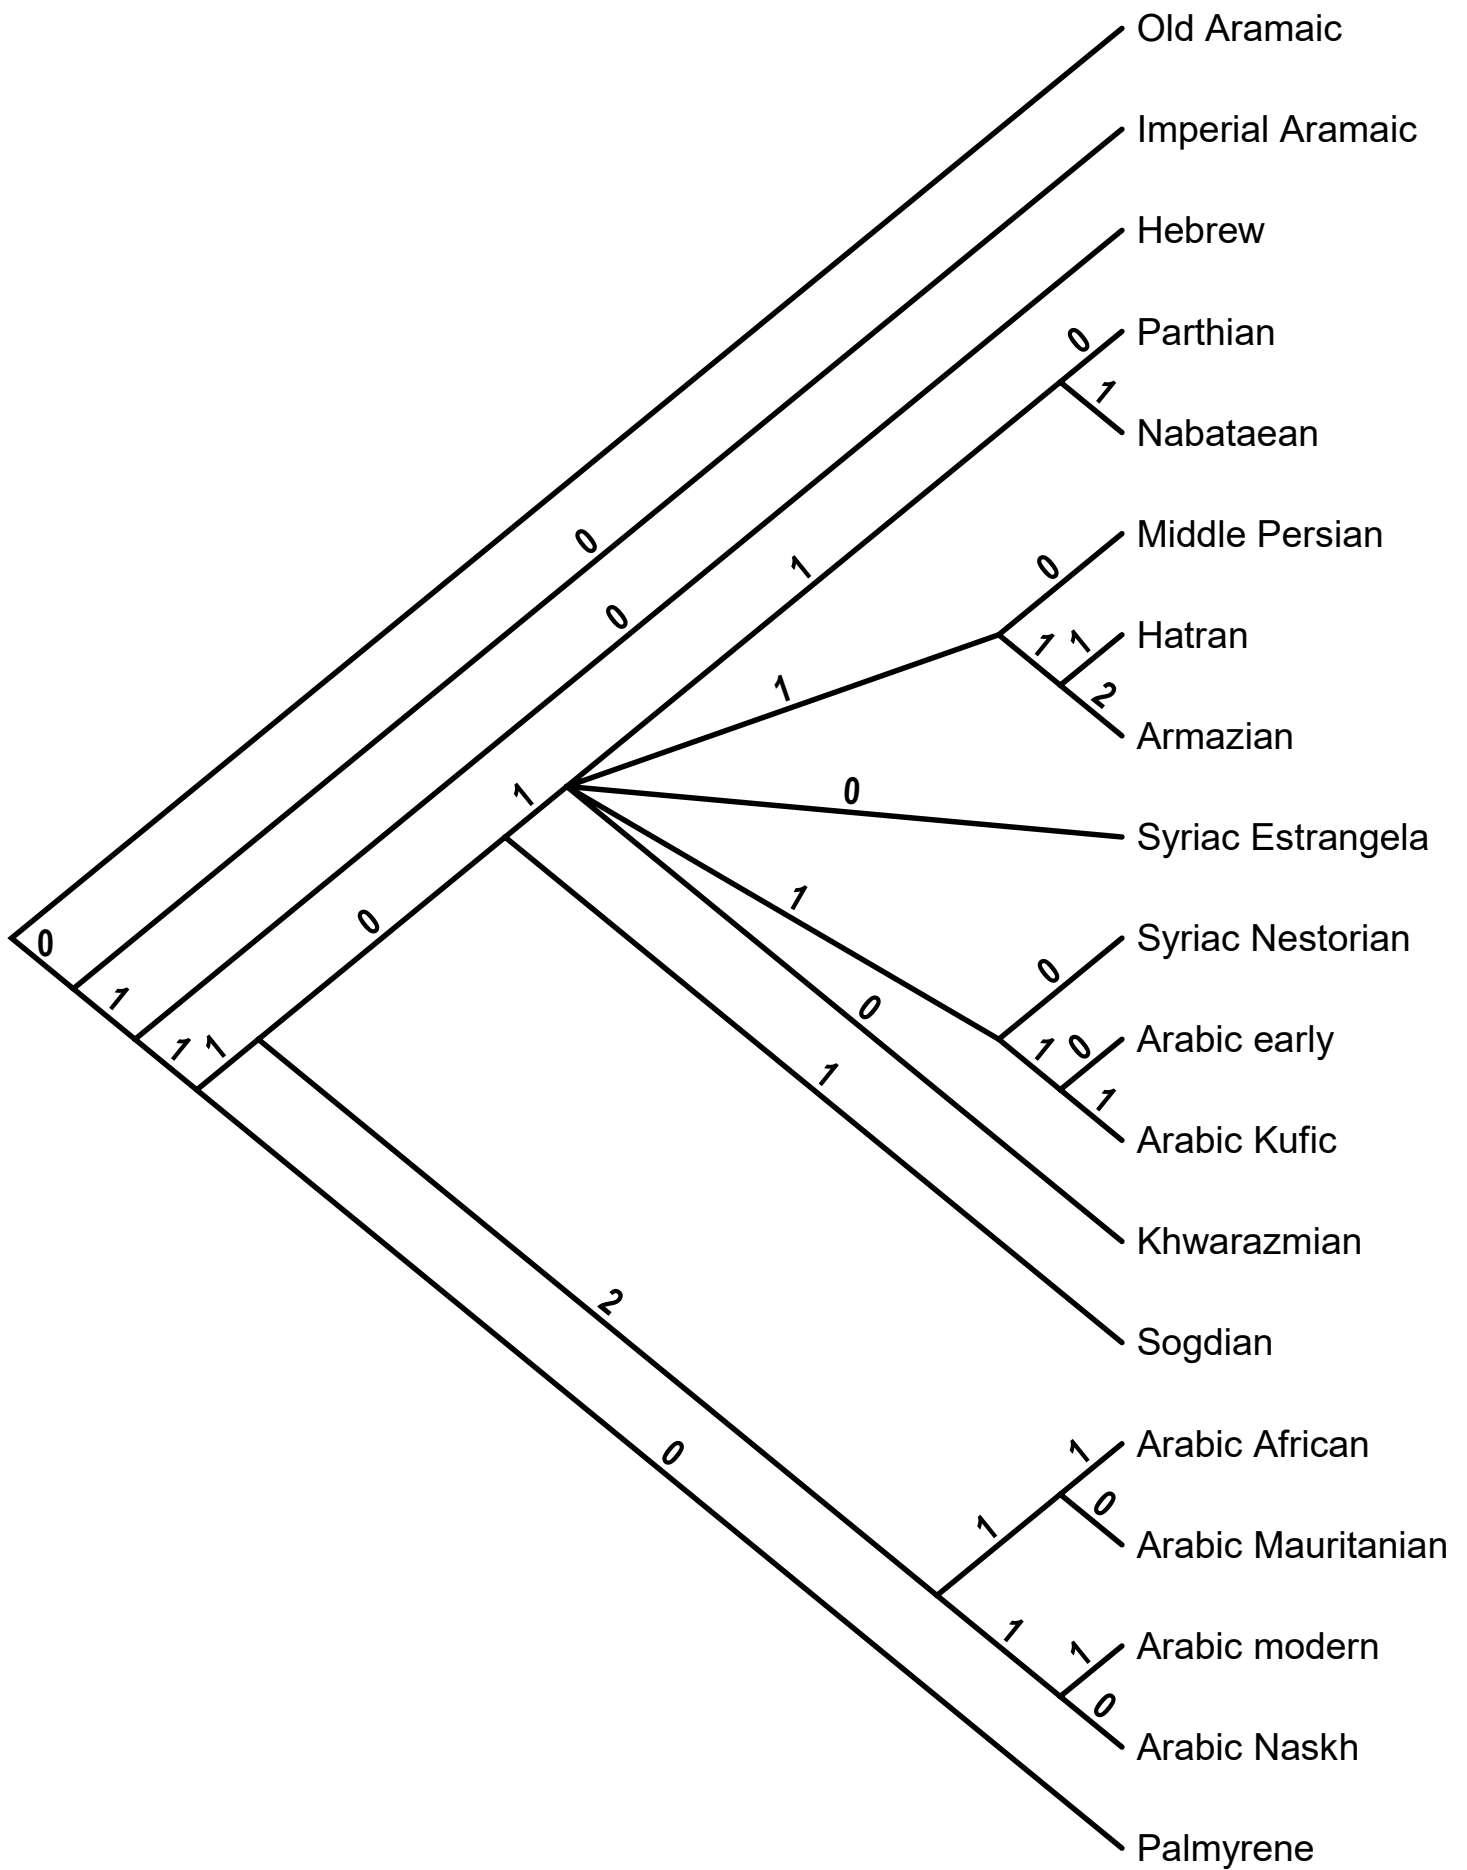 Old Aramaic
Imperial Aramaic
Hebrew
0
Parthian
1
Nabataean
0
Middle Persian
0
1
0
1
1
Hatran
1
2
Armazian
1
0
Syriac Estrangela
1
0
0
Syriac Nestorian
0
1
0
1
0
Arabic early
1
1
1
1
Arabic Kufic
Khwarazmian
2
Sogdian
1
Arabic African
0
0
1
Arabic Mauritanian
1
1
Arabic modern
0
Arabic Naskh
Palmyrene